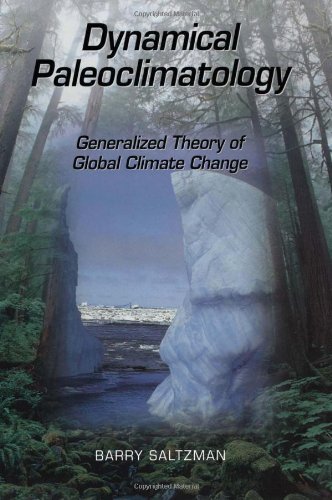 Dynamical
Paleoclimatology
Generalized Theory of
Global Climate Change
BARRY SALTZMAN